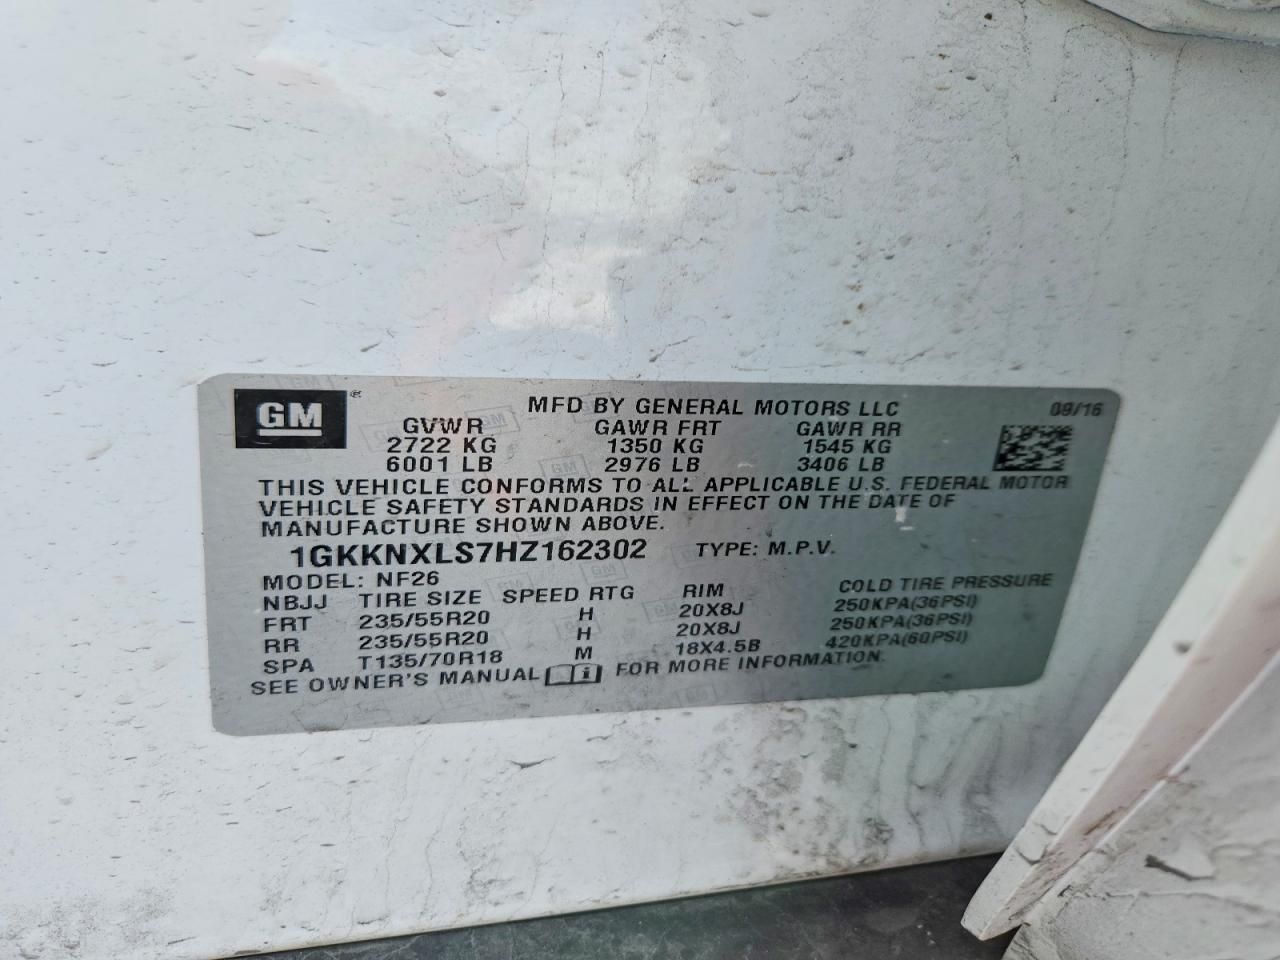 GM MFD BY GENERAL MOTORS LLC 09/16
GVWR GAWR FRT GAWR RR
2722 KG 1350 KG 1545 KG
6001 LB 2976 LB 3406 LB
THIS VEHICLE CONFORMS TO ALL APPLICABLE U.S. FEDERAL MOTOR
VEHICLE SAFETY STANDARDS IN EFFECT ON THE DATE OF
MANUFACTURE SHOWN ABOVE.
1GKKNXLS7HZ162302 TYPE: M.P.V.
MODEL: NF26
NBJJ TIRE SIZE SPEED RTG RIM COLD TIRE PRESSURE
FRT 235/55R20 H 20X8J 250KPA(36PSI)
RR 235/55R20 H 20X8J 250KPA(36PSI)
SPA T135/70R18 M 18X4.5B 420KPA(60PSI)
SEE OWNER'S MANUAL i FOR MORE INFORMATION.